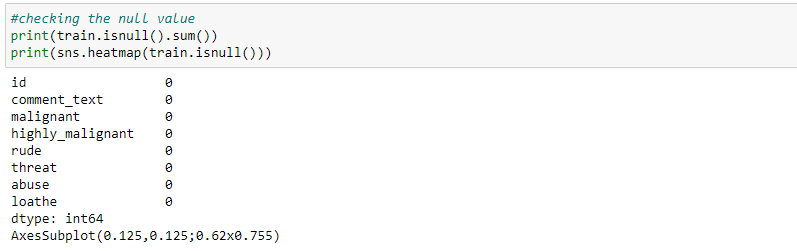 #checking the null value
print(train.isnull().sum())
print(sns.heatmap(train.isnull()))
id 0
comment_text 0
malignant 0
highly_malignant 0
rude 0
threat 0
abuse 0
loathe 0
dtype: int64
AxesSubplot(0.125,0.125;0.62x0.755)